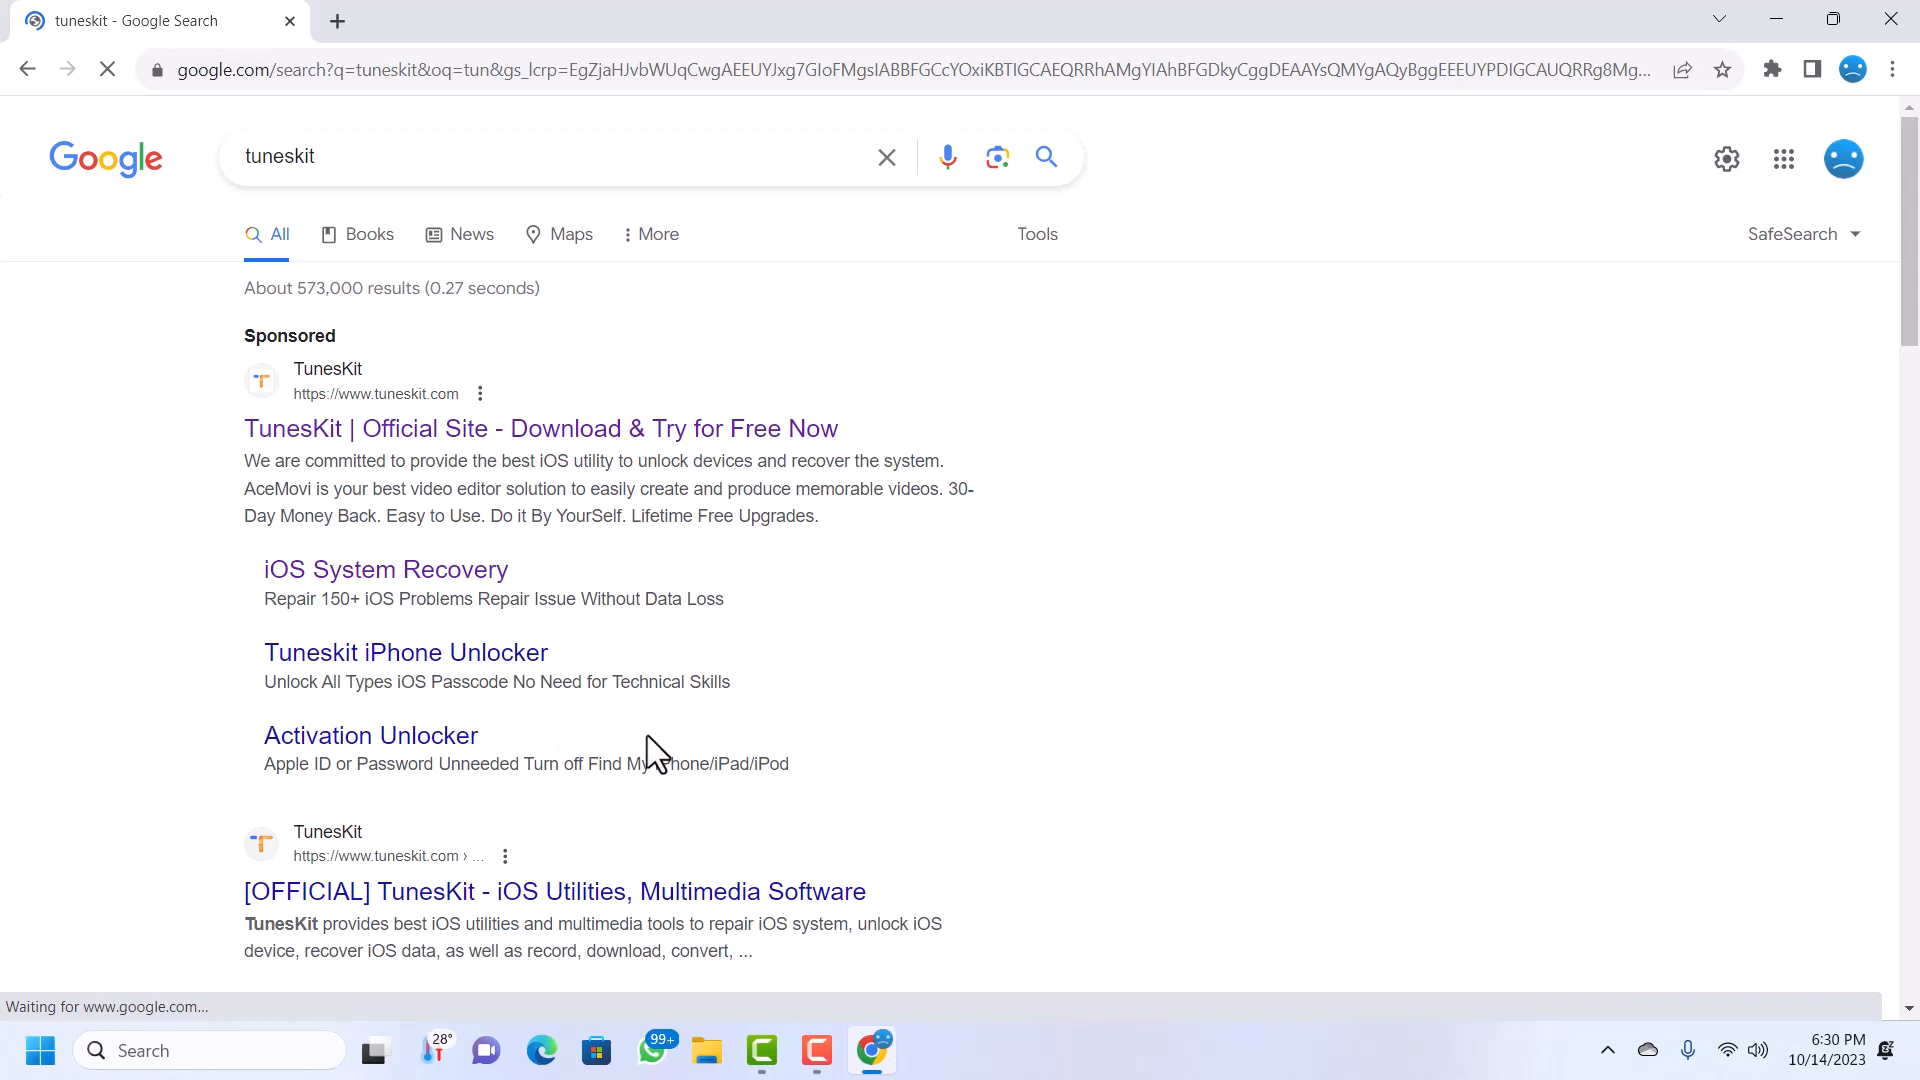 tuneskit - Google Search
google.com/search?q=tuneskit&oq=tun&gs_lcrp=EgZjaHJvbWUqCwgAEEUYJxg7GIoFMgsIABBFGCcYOxiKBTIGCAEQRRhAMgYIAhBFGDkyCggDEAAYsQMYgAQyBggEEEUYPDIGCAUQRRg8Mg...
Google
tuneskit
All
Books
News
Maps
More
Tools
SafeSearch
About 573,000 results (0.27 seconds)
Sponsored
TunesKit
https://www.tuneskit.com
TunesKit | Official Site - Download & Try for Free Now
We are committed to provide the best iOS utility to unlock devices and recover the system.
AceMovi is your best video editor solution to easily create and produce memorable videos. 30-
Day Money Back. Easy to Use. Do it By YourSelf. Lifetime Free Upgrades.
iOS System Recovery
Repair 150+ iOS Problems Repair Issue Without Data Loss
Tuneskit iPhone Unlocker
Unlock All Types iOS Passcode No Need for Technical Skills
Activation Unlocker
Apple ID or Password Unneeded Turn off Find My iPhone/iPad/iPod
TunesKit
https://www.tuneskit.com › ...
[OFFICIAL] TunesKit - iOS Utilities, Multimedia Software
TunesKit provides best iOS utilities and multimedia tools to repair iOS system, unlock iOS
device, recover iOS data, as well as record, download, convert, ...
Waiting for www.google.com...
Search
28°
99+
6:30 PM
10/14/2023